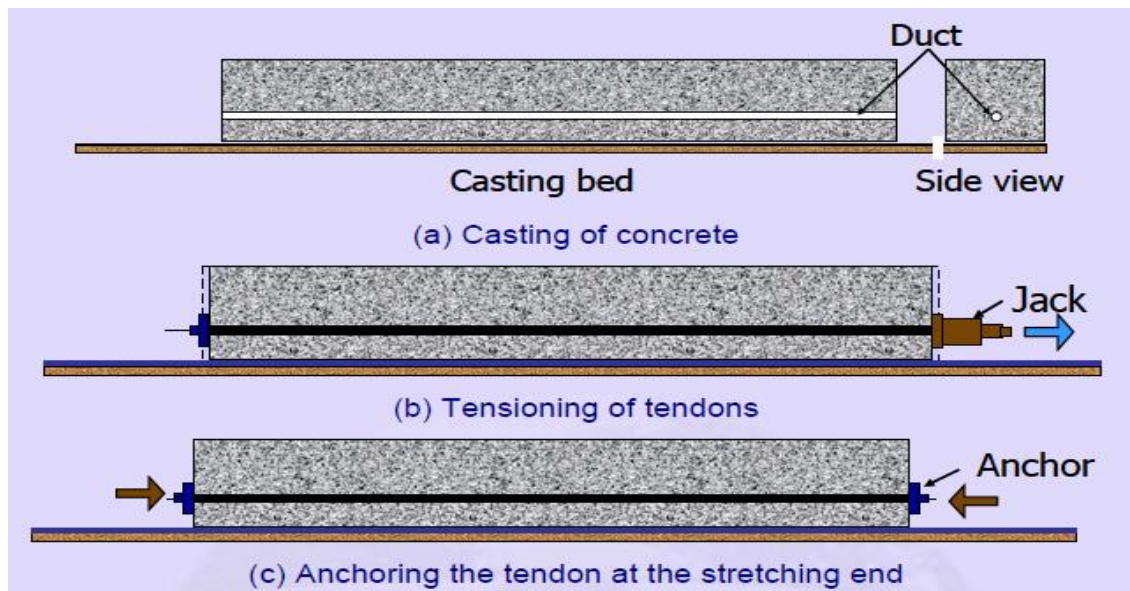 Duct
Casting bed
Side view
(a) Casting of concrete
Jack
(b) Tensioning of tendons
Anchor
(c) Anchoring the tendon at the stretching end